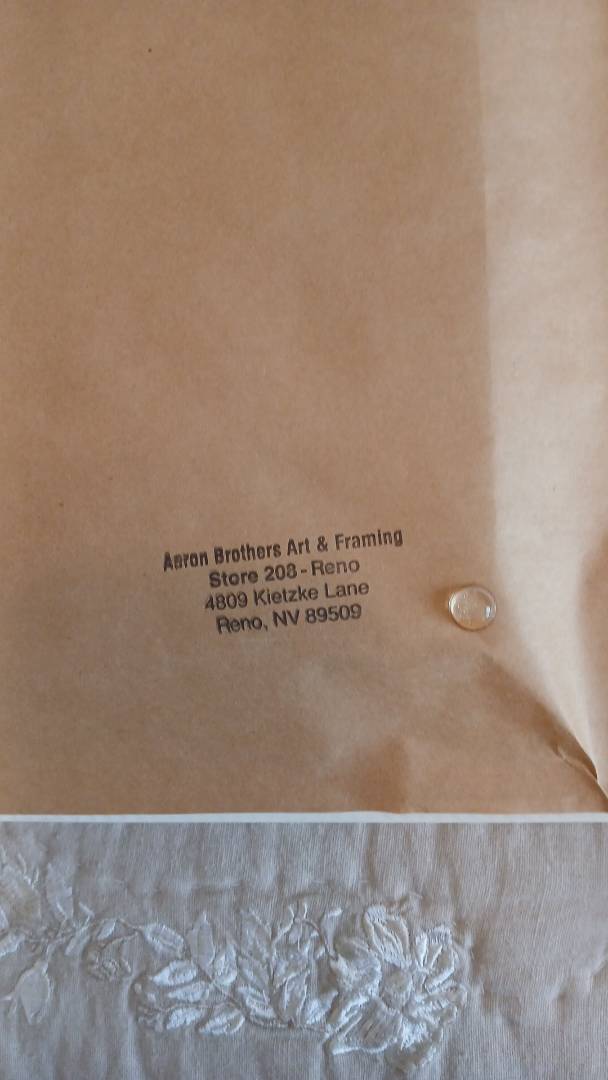 Aaron Brothers Art & Framing
Store 208 - Reno
4809 Kietzke Lane
Reno, NV 89509